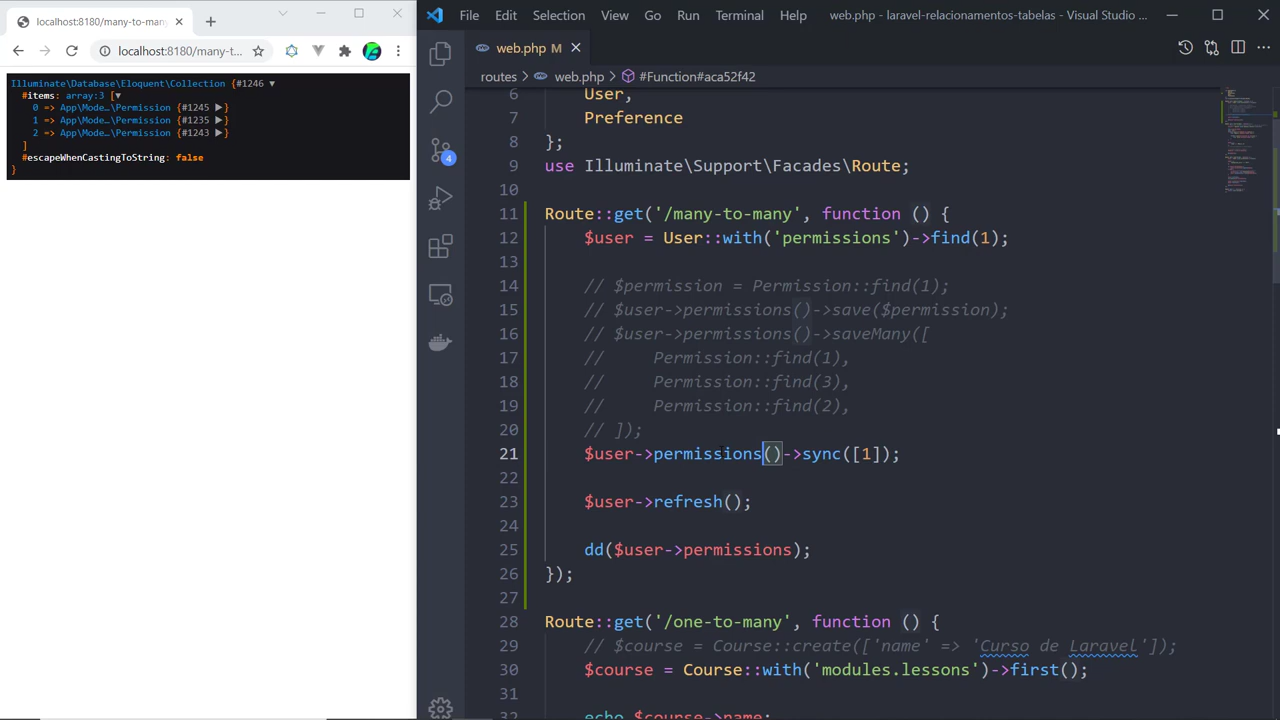 localhost:8180/many-to-man
localhost:8180/many-t...
Illuminate\Database\Eloquent\Collection {#1246 ▼
#items: array:3 [▼
0 => App\Mode…\Permission {#1245 ▶}
1 => App\Mode…\Permission {#1235 ▶}
2 => App\Mode…\Permission {#1243 ▶}
]
#escapeWhenCastingToString: false
}
File Edit Selection View Go Run Terminal Help web.php - laravel-relacionamentos-tabelas - Visual Studio ...
web.php M
routes > web.php > #Function#aca52f42
4
6 User,
7 Preference
8 };
9 use Illuminate\Support\Facades\Route;
10
11 Route::get('/many-to-many', function () {
12 $user = User::with('permissions')->find(1);
13
14 // $permission = Permission::find(1);
15 // $user->permissions()->save($permission);
16 // $user->permissions()->saveMany([
17 // Permission::find(1),
18 // Permission::find(3),
19 // Permission::find(2),
20 // ]);
21 $user->permissions()->sync([1]);
22
23 $user->refresh();
24
25 dd($user->permissions);
26 });
27
28 Route::get('/one-to-many', function () {
29 // $course = Course::create(['name' => 'Curso de Laravel']);
30 $course = Course::with('modules.lessons')->first();
31
32 echo $course->name;